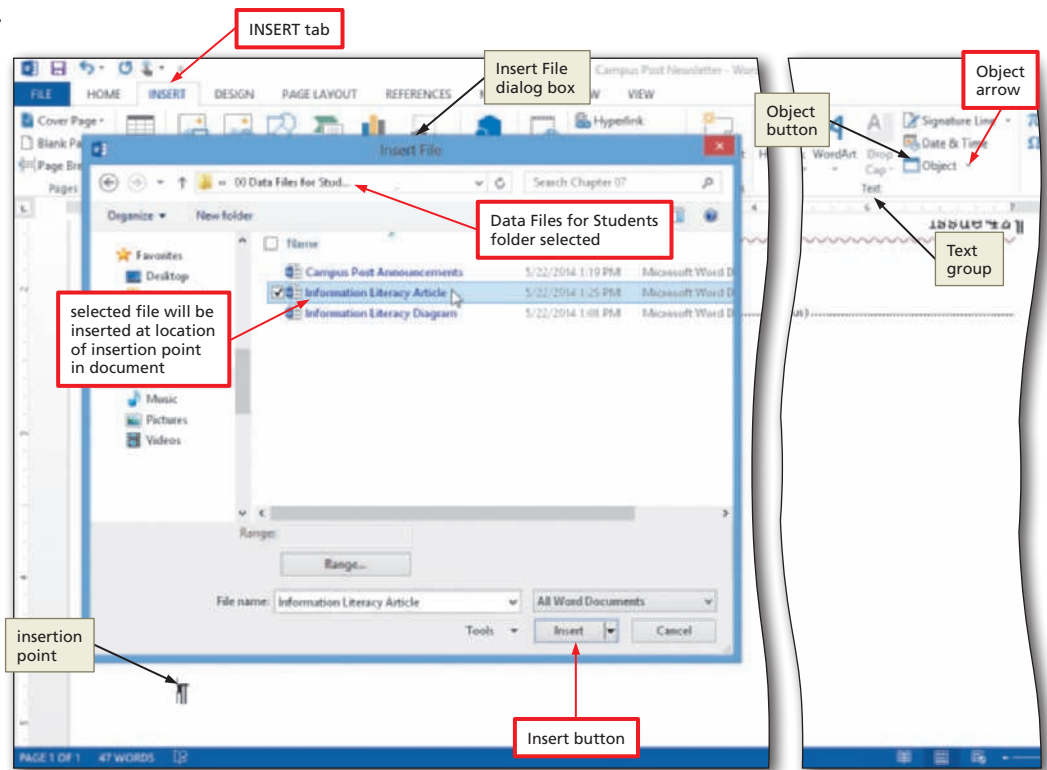 INSERT tab
Insert File
dialog box
Campus Post Newsletter - Word
Object
arrow
Object
button
FILE HOME INSERT DESIGN PAGE LAYOUT REFERENCES VIEW
Cover Page
Blank Pa
Page Bre
Pages
Hyperlink
WordArt
Drop
Cap
Signature Line
Date & Time
Object
Text
Insert File
00 Data Files for Stud...
Search Chapter 07
Organize
New folder
Data Files for Students
folder selected
Text
group
Name
Favorites
Desktop
Campus Post Announcements 5/22/2014 1:19 PM Microsoft Word D
Information Literacy Article 5/22/2014 1:25 PM Microsoft Word D
Information Literacy Diagram 5/22/2014 1:08 PM Microsoft Word D
selected file will be
inserted at location
of insertion point
in document
Music
Pictures
Videos
Range:
Range...
File name: Information Literacy Article
All Word Documents
Tools
Insert
Cancel
insertion
point
¶
Insert button
PAGE 1 OF 1 47 WORDS